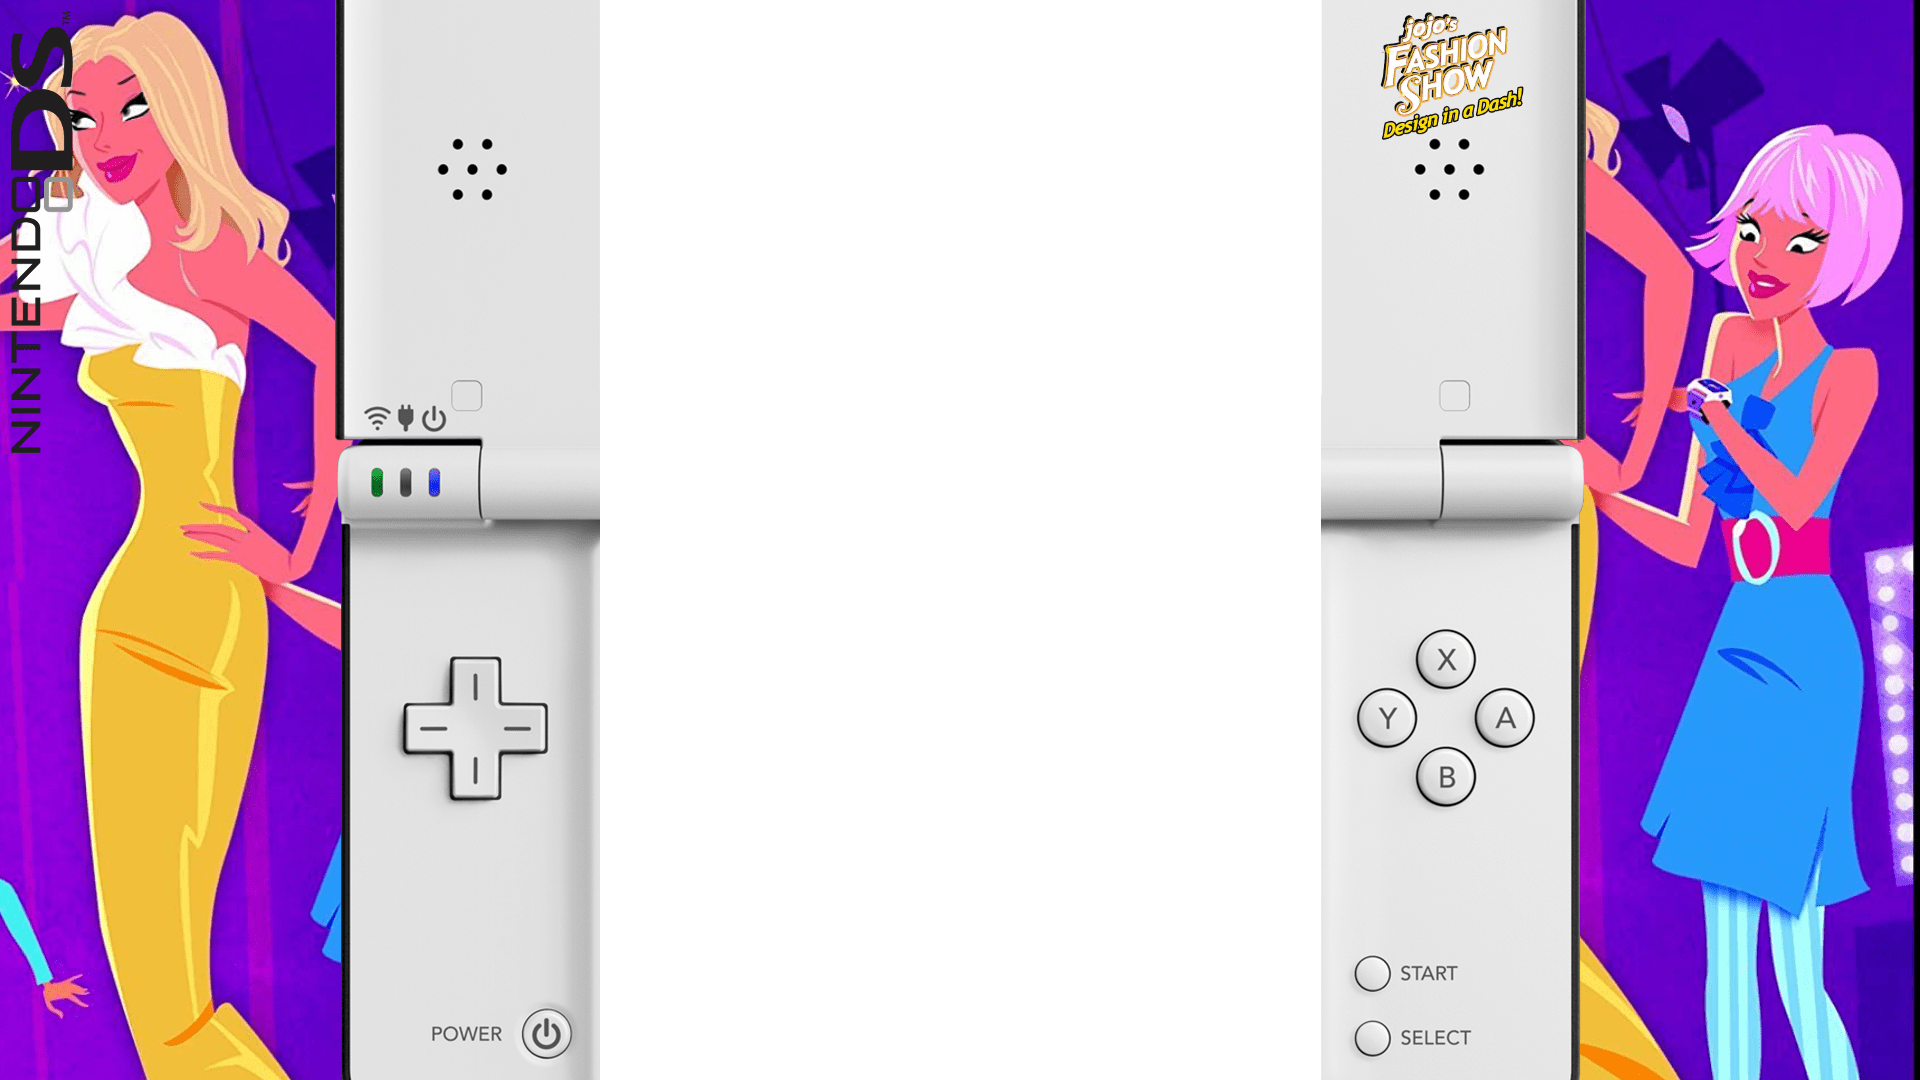 NINTENDO DS™
jojo's
FASHION
SHOW
Design in a Dash!
X
Y
A
B
START
SELECT
POWER